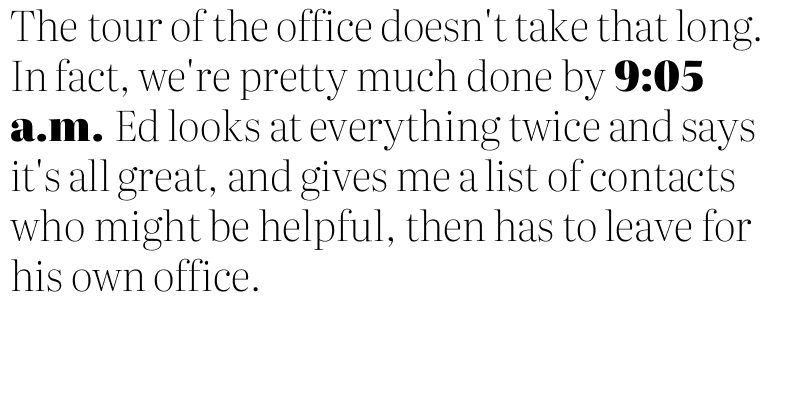 The tour of the office doesn't take that long.
In fact, we're pretty much done by 9:05
a.m. Ed looks at everything twice and says
it's all great, and gives me a list of contacts
who might be helpful, then has to leave for
his own office.